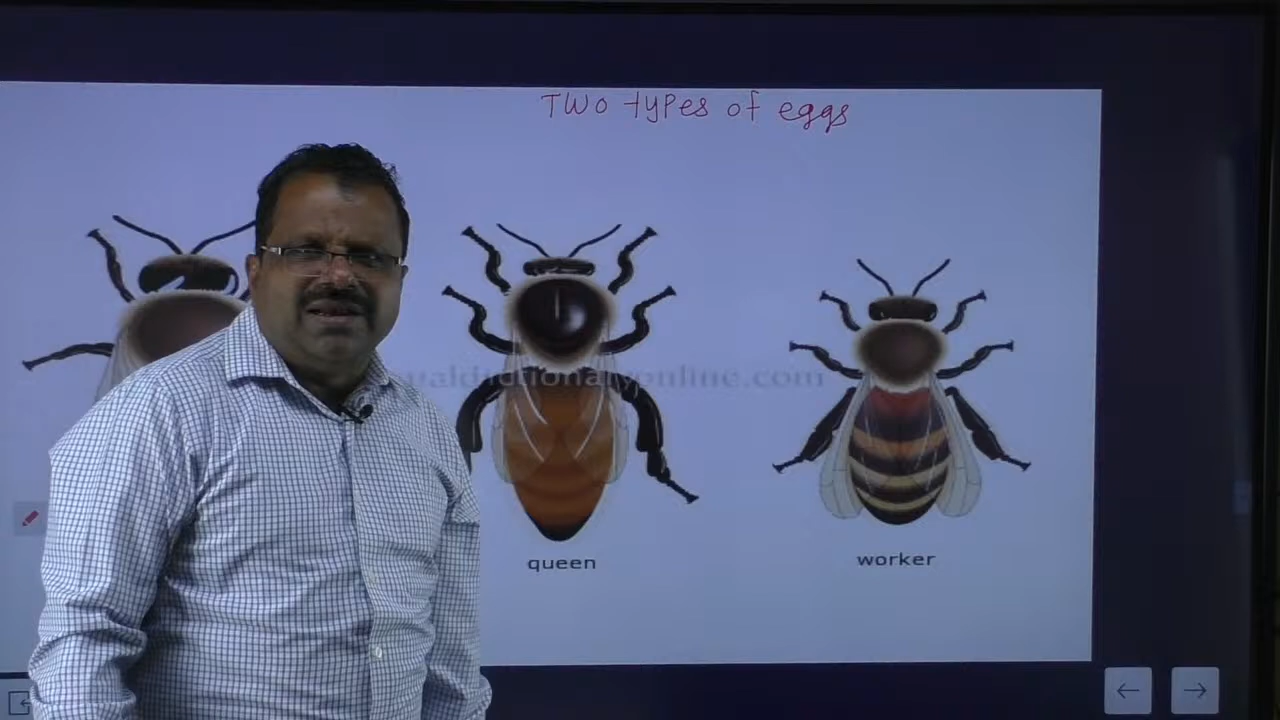 Two types of eggs
queen
worker